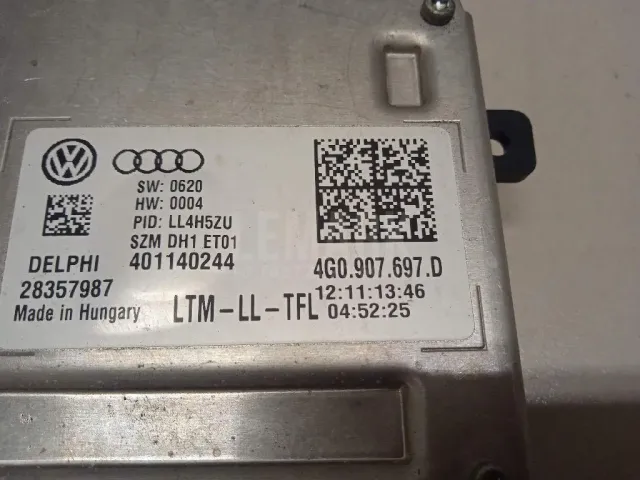 SW: 0620
HW: 0004
PID: LL4H5ZU
SZM DH1 ET01
DELPHI 401140244
4G0.907.697.D
28357987
12:11:13:46
Made in Hungary
LTM-LL-TFL
04:52:25